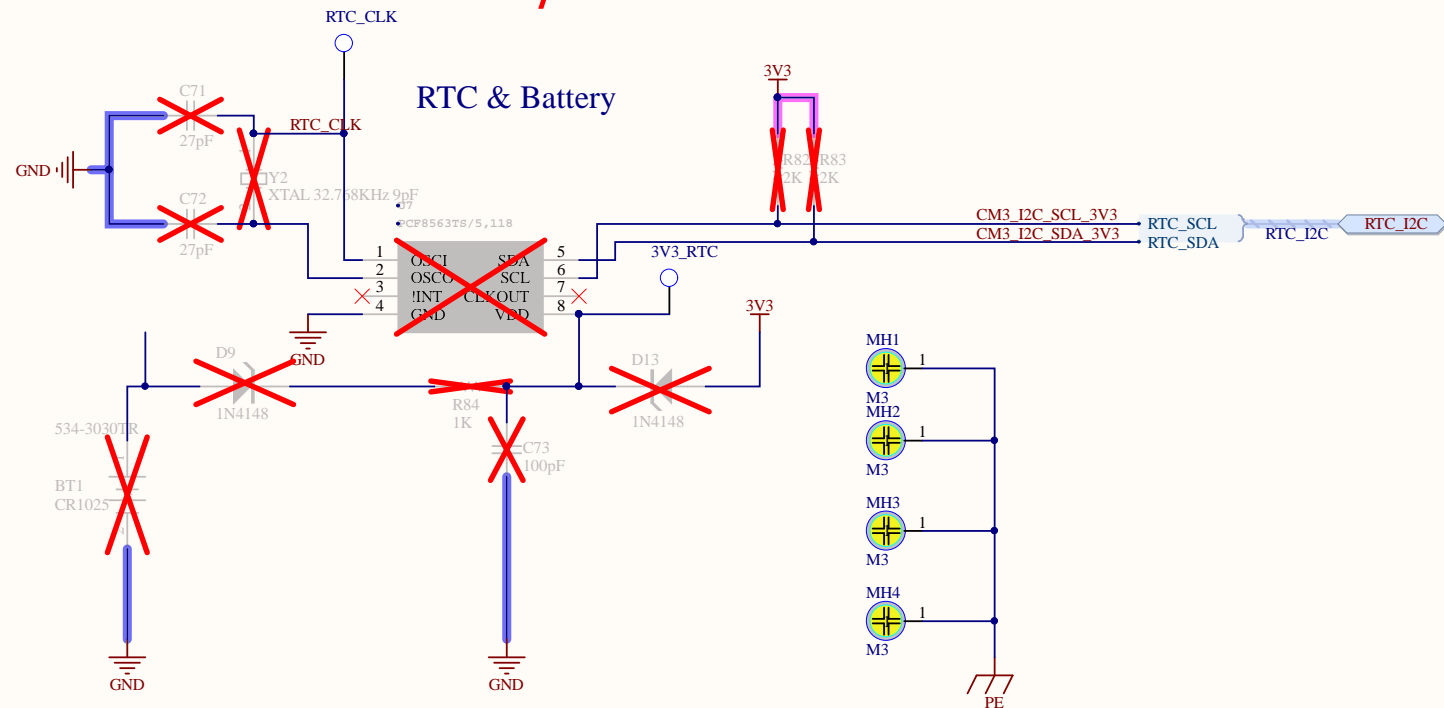 RTC_CLK
RTC & Battery
3V3
C71
27pF
RTC_CLK
R83
2K
GND
Y2
XTAL 32.768KHz 9pF
C72
27pF
PCF8563TS/5,118
CM3_I2C_SCL_3V3
CM3_I2C_SDA_3V3
RTC_SCL
RTC_SDA
RTC_I2C
RTC_I2C
3V3_RTC
1 OSCI SDA 5
2 OSCO SCL 6
3 !INT CLKOUT 7
4 GND VDD 8
GND
3V3
D9
1N4148
R84
1K
D13
1N4148
C73
100pF
534-3030TR
BT1
CR1025
GND
GND
MH1
1
M3
MH2
1
M3
MH3
1
M3
MH4
1
M3
PE